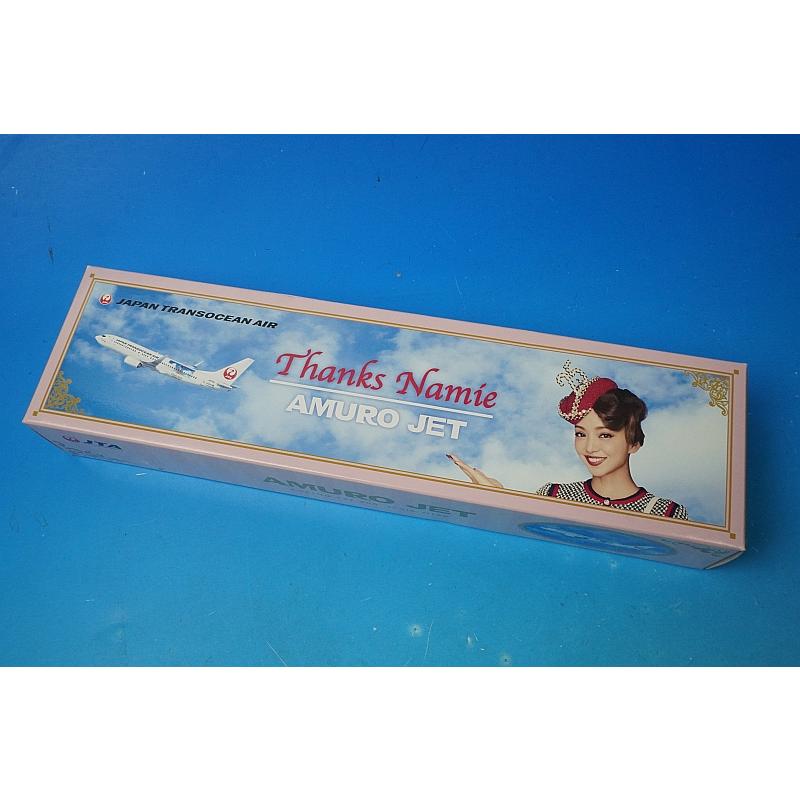 JAPAN TRANSOCEAN AIR
Thanks Namie
AMURO JET
JTA
AMURO JET